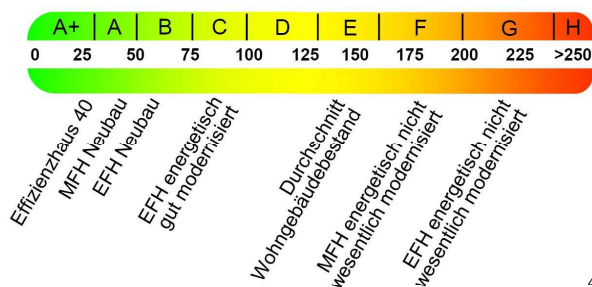 A+ A B C D E F G H
0 25 50 75 100 125 150 175 200 225 >250
Effizienzhaus 40
MFH Neubau
EFH Neubau
EFH energetisch
gut modernisiert
Durchschnitt
Wohngebäudebestand
MFH energetisch nicht
wesentlich modernisiert
EFH energetisch nicht
wesentlich modernisiert